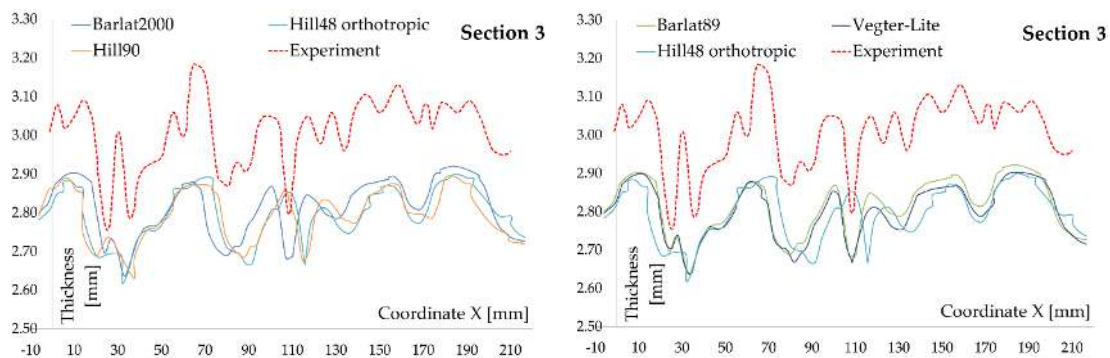 3.30
Barlat2000
Hill48 orthotropic
Section 3
3.20
Hill90
Experiment
3.10
3.00
2.90
2.80
2.70
2.60
2.50
Thickness
[mm]
Coordinate X [mm]
-10 10 30 50 70 90 110 130 150 170 190 210
3.30
Barlat89
Vegter-Lite
Section 3
3.20
Hill48 orthotropic
Experiment
3.10
3.00
2.90
2.80
2.70
2.60
2.50
Thickness
[mm]
Coordinate X [mm]
-10 10 30 50 70 90 110 130 150 170 190 210